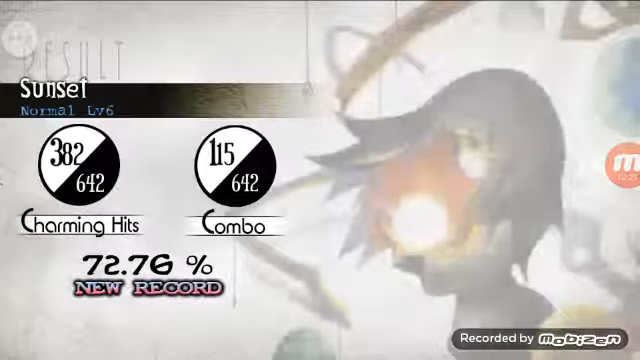 RESULT
Sunset
Normal Lv6
382
642
115
642
Charming Hits
Combo
72.76 %
NEW RECORD
Recorded by mobizen